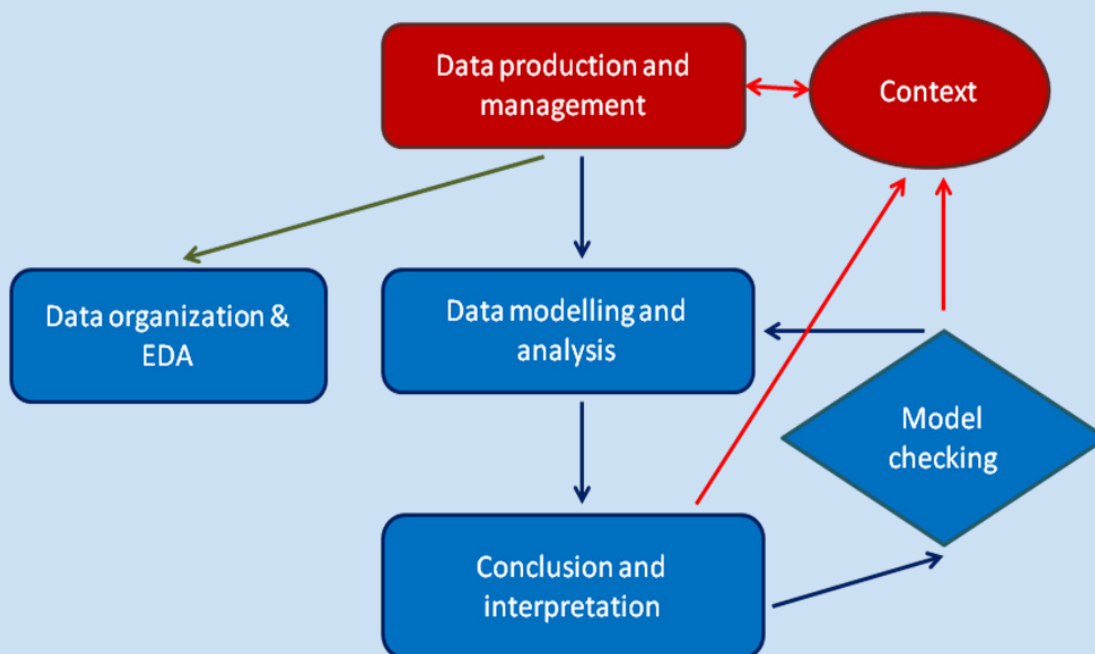 Data production and
management
Context
Data organization &
EDA
Data modelling and
analysis
Model
checking
Conclusion and
interpretation